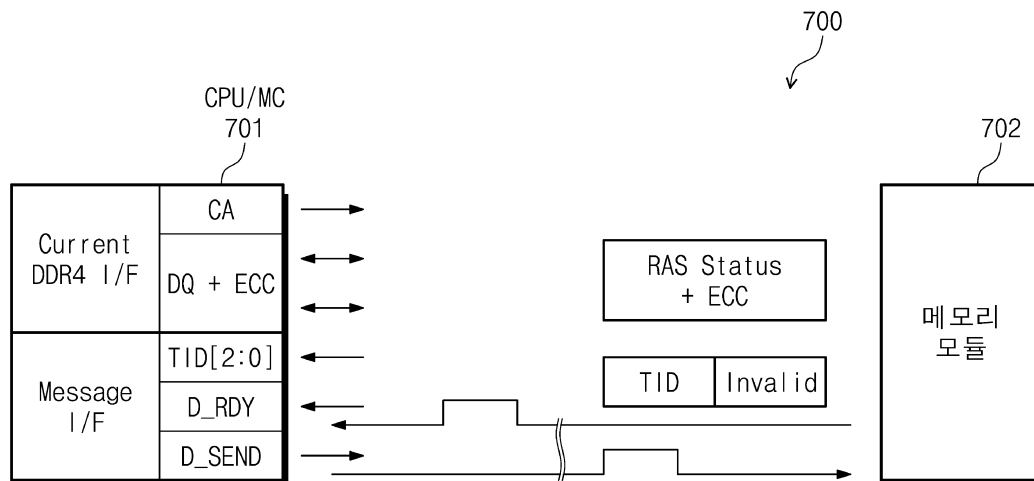 700
CPU/MC
701
702
Current
DDR4 I/F
CA
DQ + ECC
Message
I/F
TID[2:0]
D_RDY
D_SEND
RAS Status
+ ECC
TID
Invalid
메모리
모듈